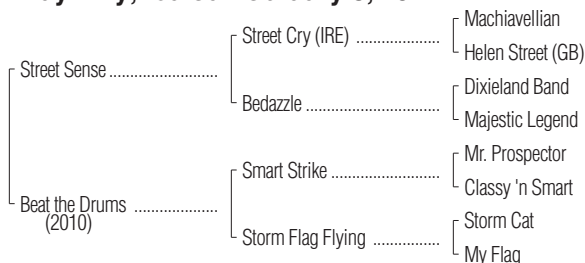 Machiavellian
Street Cry (IRE) ....................
Helen Street (GB)
Street Sense ..........................
Dixieland Band
Bedazzle ................................
Majestic Legend
Mr. Prospector
Smart Strike ..........................
Classy 'n Smart
Beat the Drums ....................
(2010)
Storm Cat
Storm Flag Flying ................
My Flag